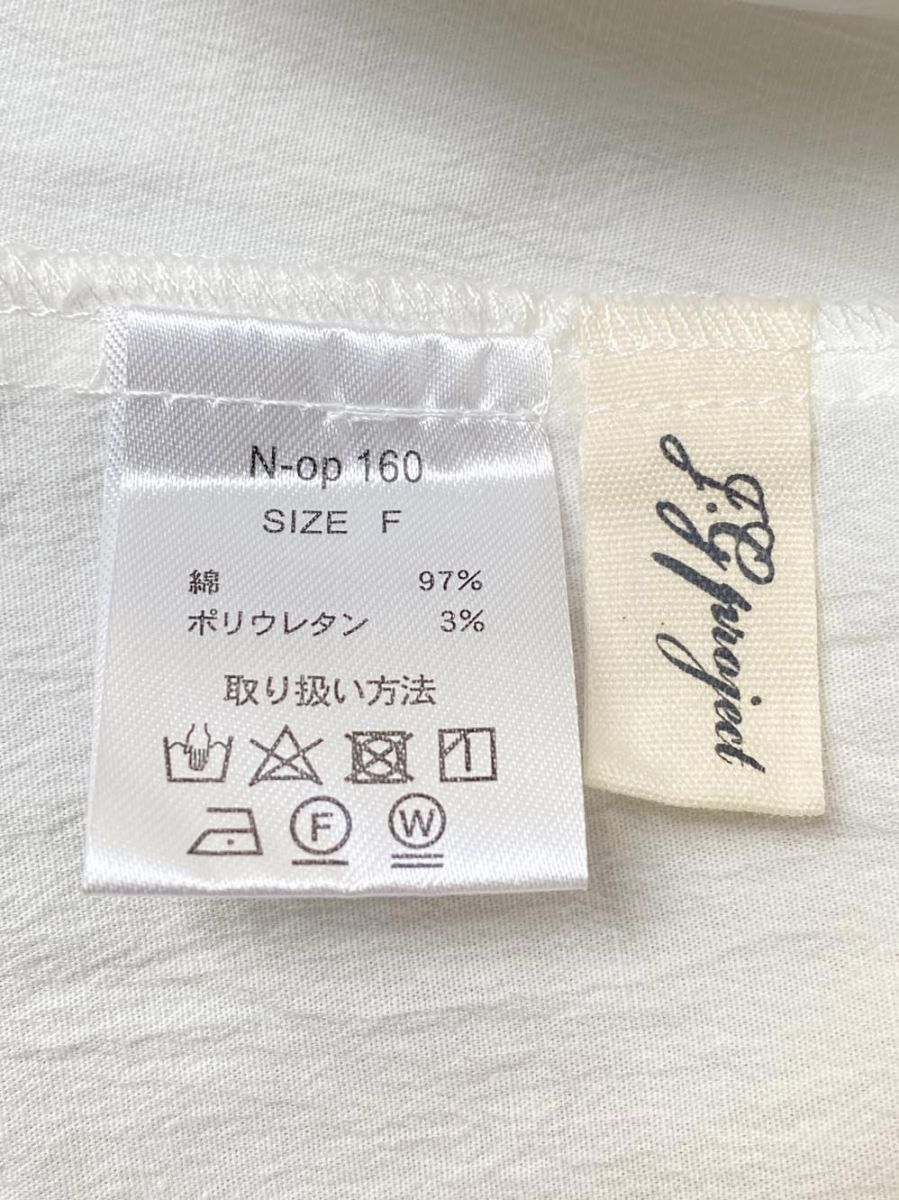 N-op 160
SIZE F
綿 97%
ポリウレタン 3%
取り扱い方法
F W
project